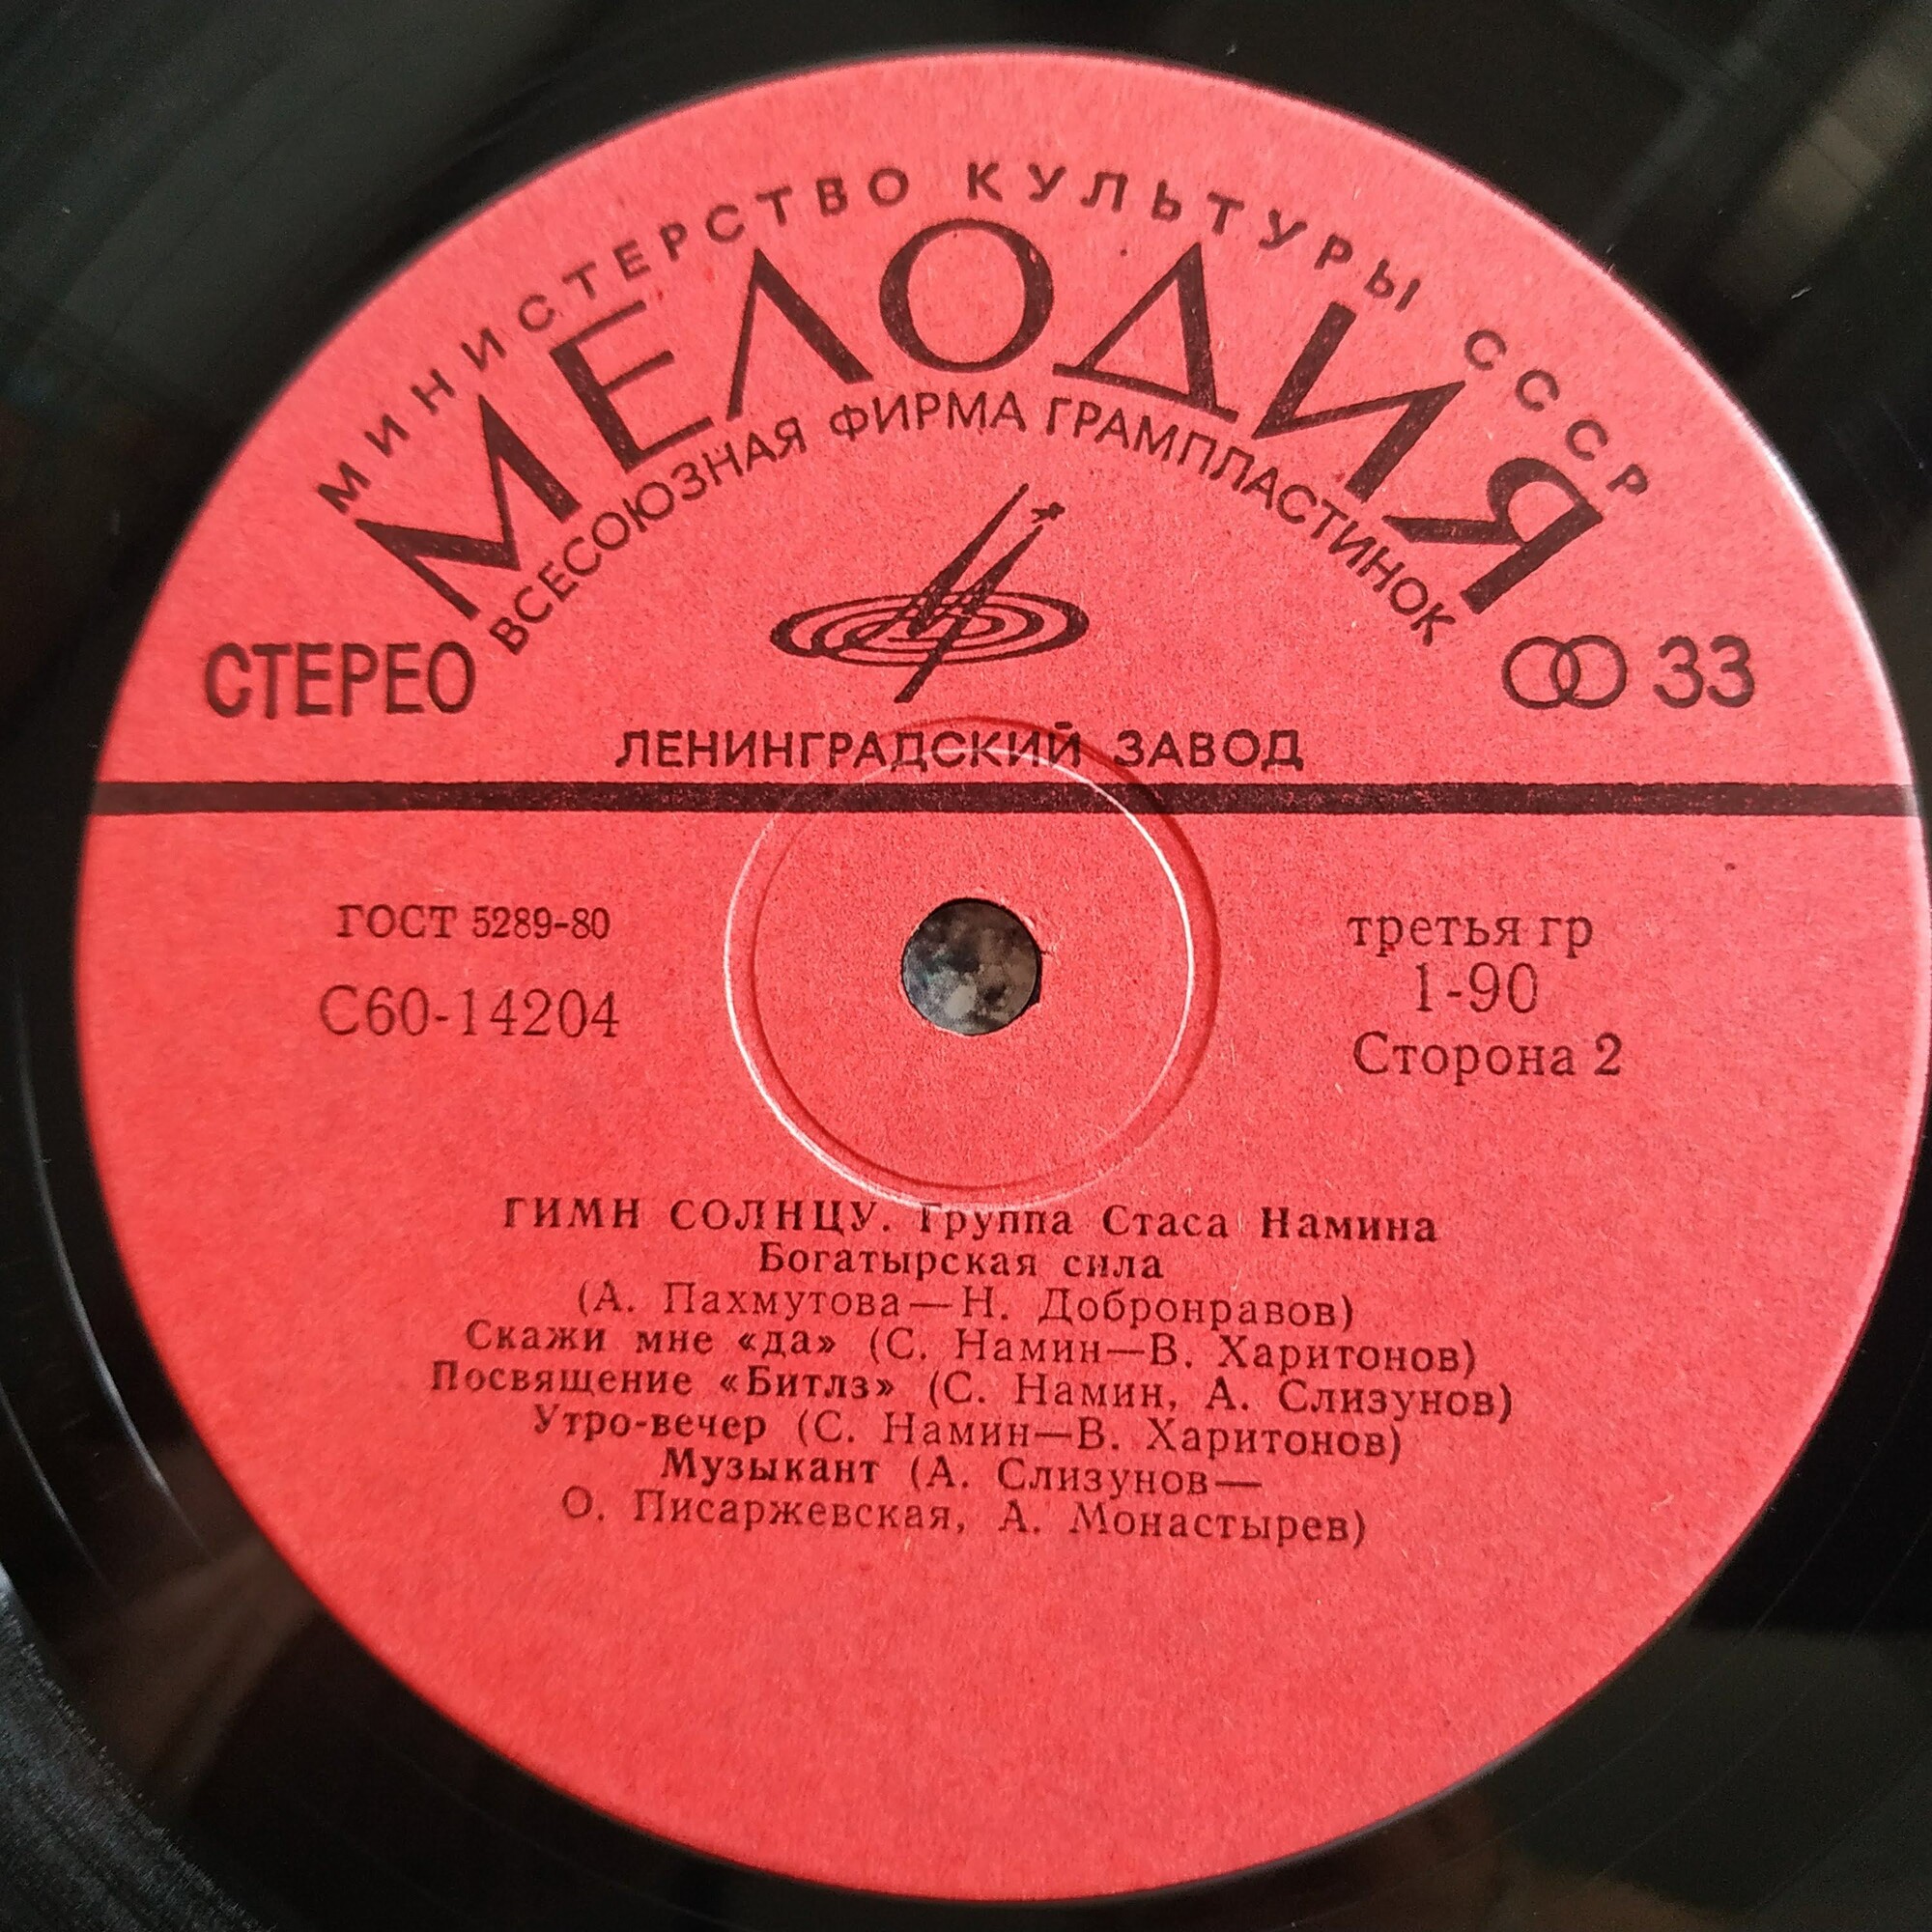 МИНИСТЕРСТВО КУЛЬТУРЫ СССР
МЕЛОДИЯ
ВСЕСОЮЗНАЯ ФИРМА ГРАМПЛАСТИНОК
СТЕРЕО
33
ЛЕНИНГРАДСКИЙ ЗАВОД
ГОСТ 5289-80
С60-14204
третья гр
1-90
Сторона 2
ГИМН СОЛНЦУ. Группа Стаса Намина
Богатырская сила
(А. Пахмутова—Н. Добронравов)
Скажи мне «да» (С. Намин—В. Харитонов)
Посвящение «Битлз» (С. Намин, А. Слизунов)
Утро-вечер (С. Намин—В. Харитонов)
Музыкант (А. Слизунов—
О. Писаржевская, А. Монастырев)